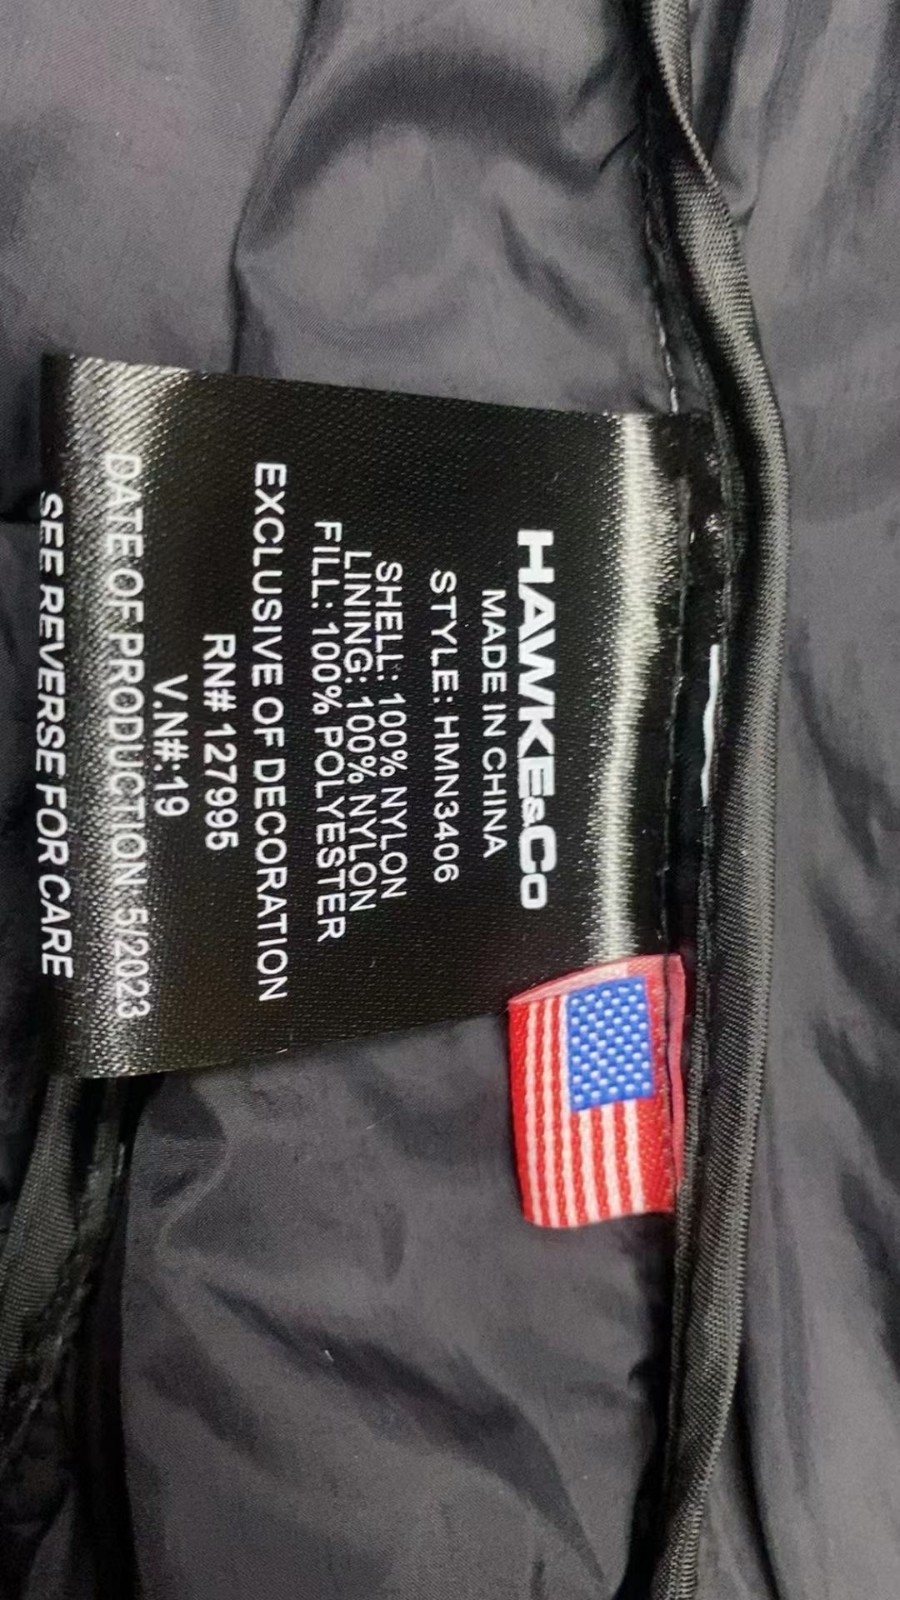 HAWKE&Co
MADE IN CHINA
STYLE: HMN3406
SHELL: 100% NYLON
LINING: 100% NYLON
FILL: 100% POLYESTER
EXCLUSIVE OF DECORATION
RN# 127995
V.N#:19
DATE OF PRODUCTION 5/2023
SEE REVERSE FOR CARE